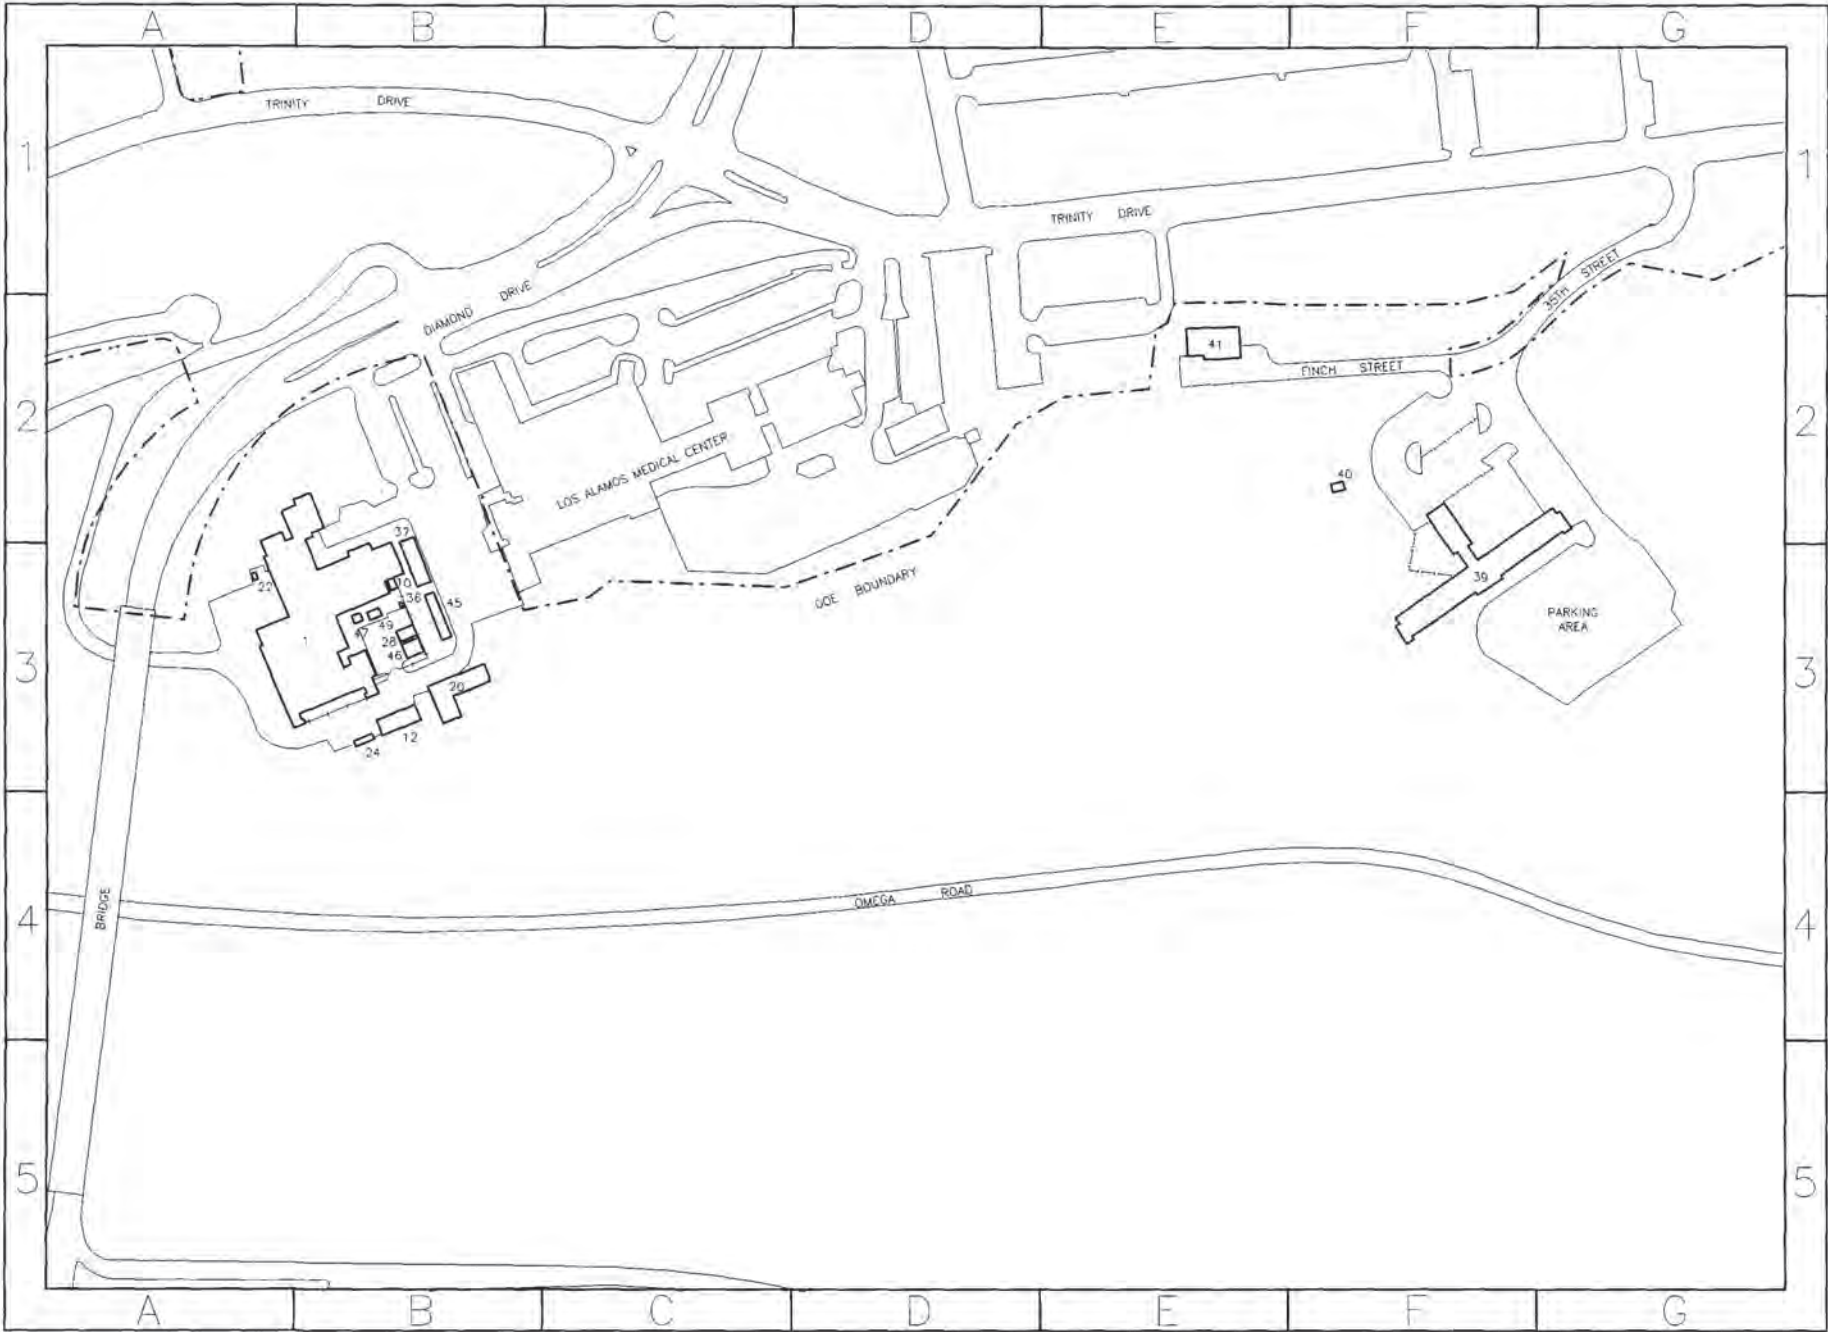 A B C D E F G
TRINITY DRIVE
1 1
TRINITY DRIVE
35TH STREET
DIAMOND DRIVE
41
FINCH STREET
2 2
LOS ALAMOS MEDICAL CENTER
40
37
22
10
36
45
DOE BOUNDARY
39
49
47
PARKING
AREA
1
28
46
3 3
20
12
24
BRIDGE
OMEGA ROAD
4 4
5 5
A B C D E F G